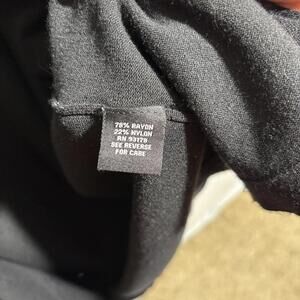 78% RAYON
22% NYLON
RN 93179
SEE REVERSE
FOR CARE